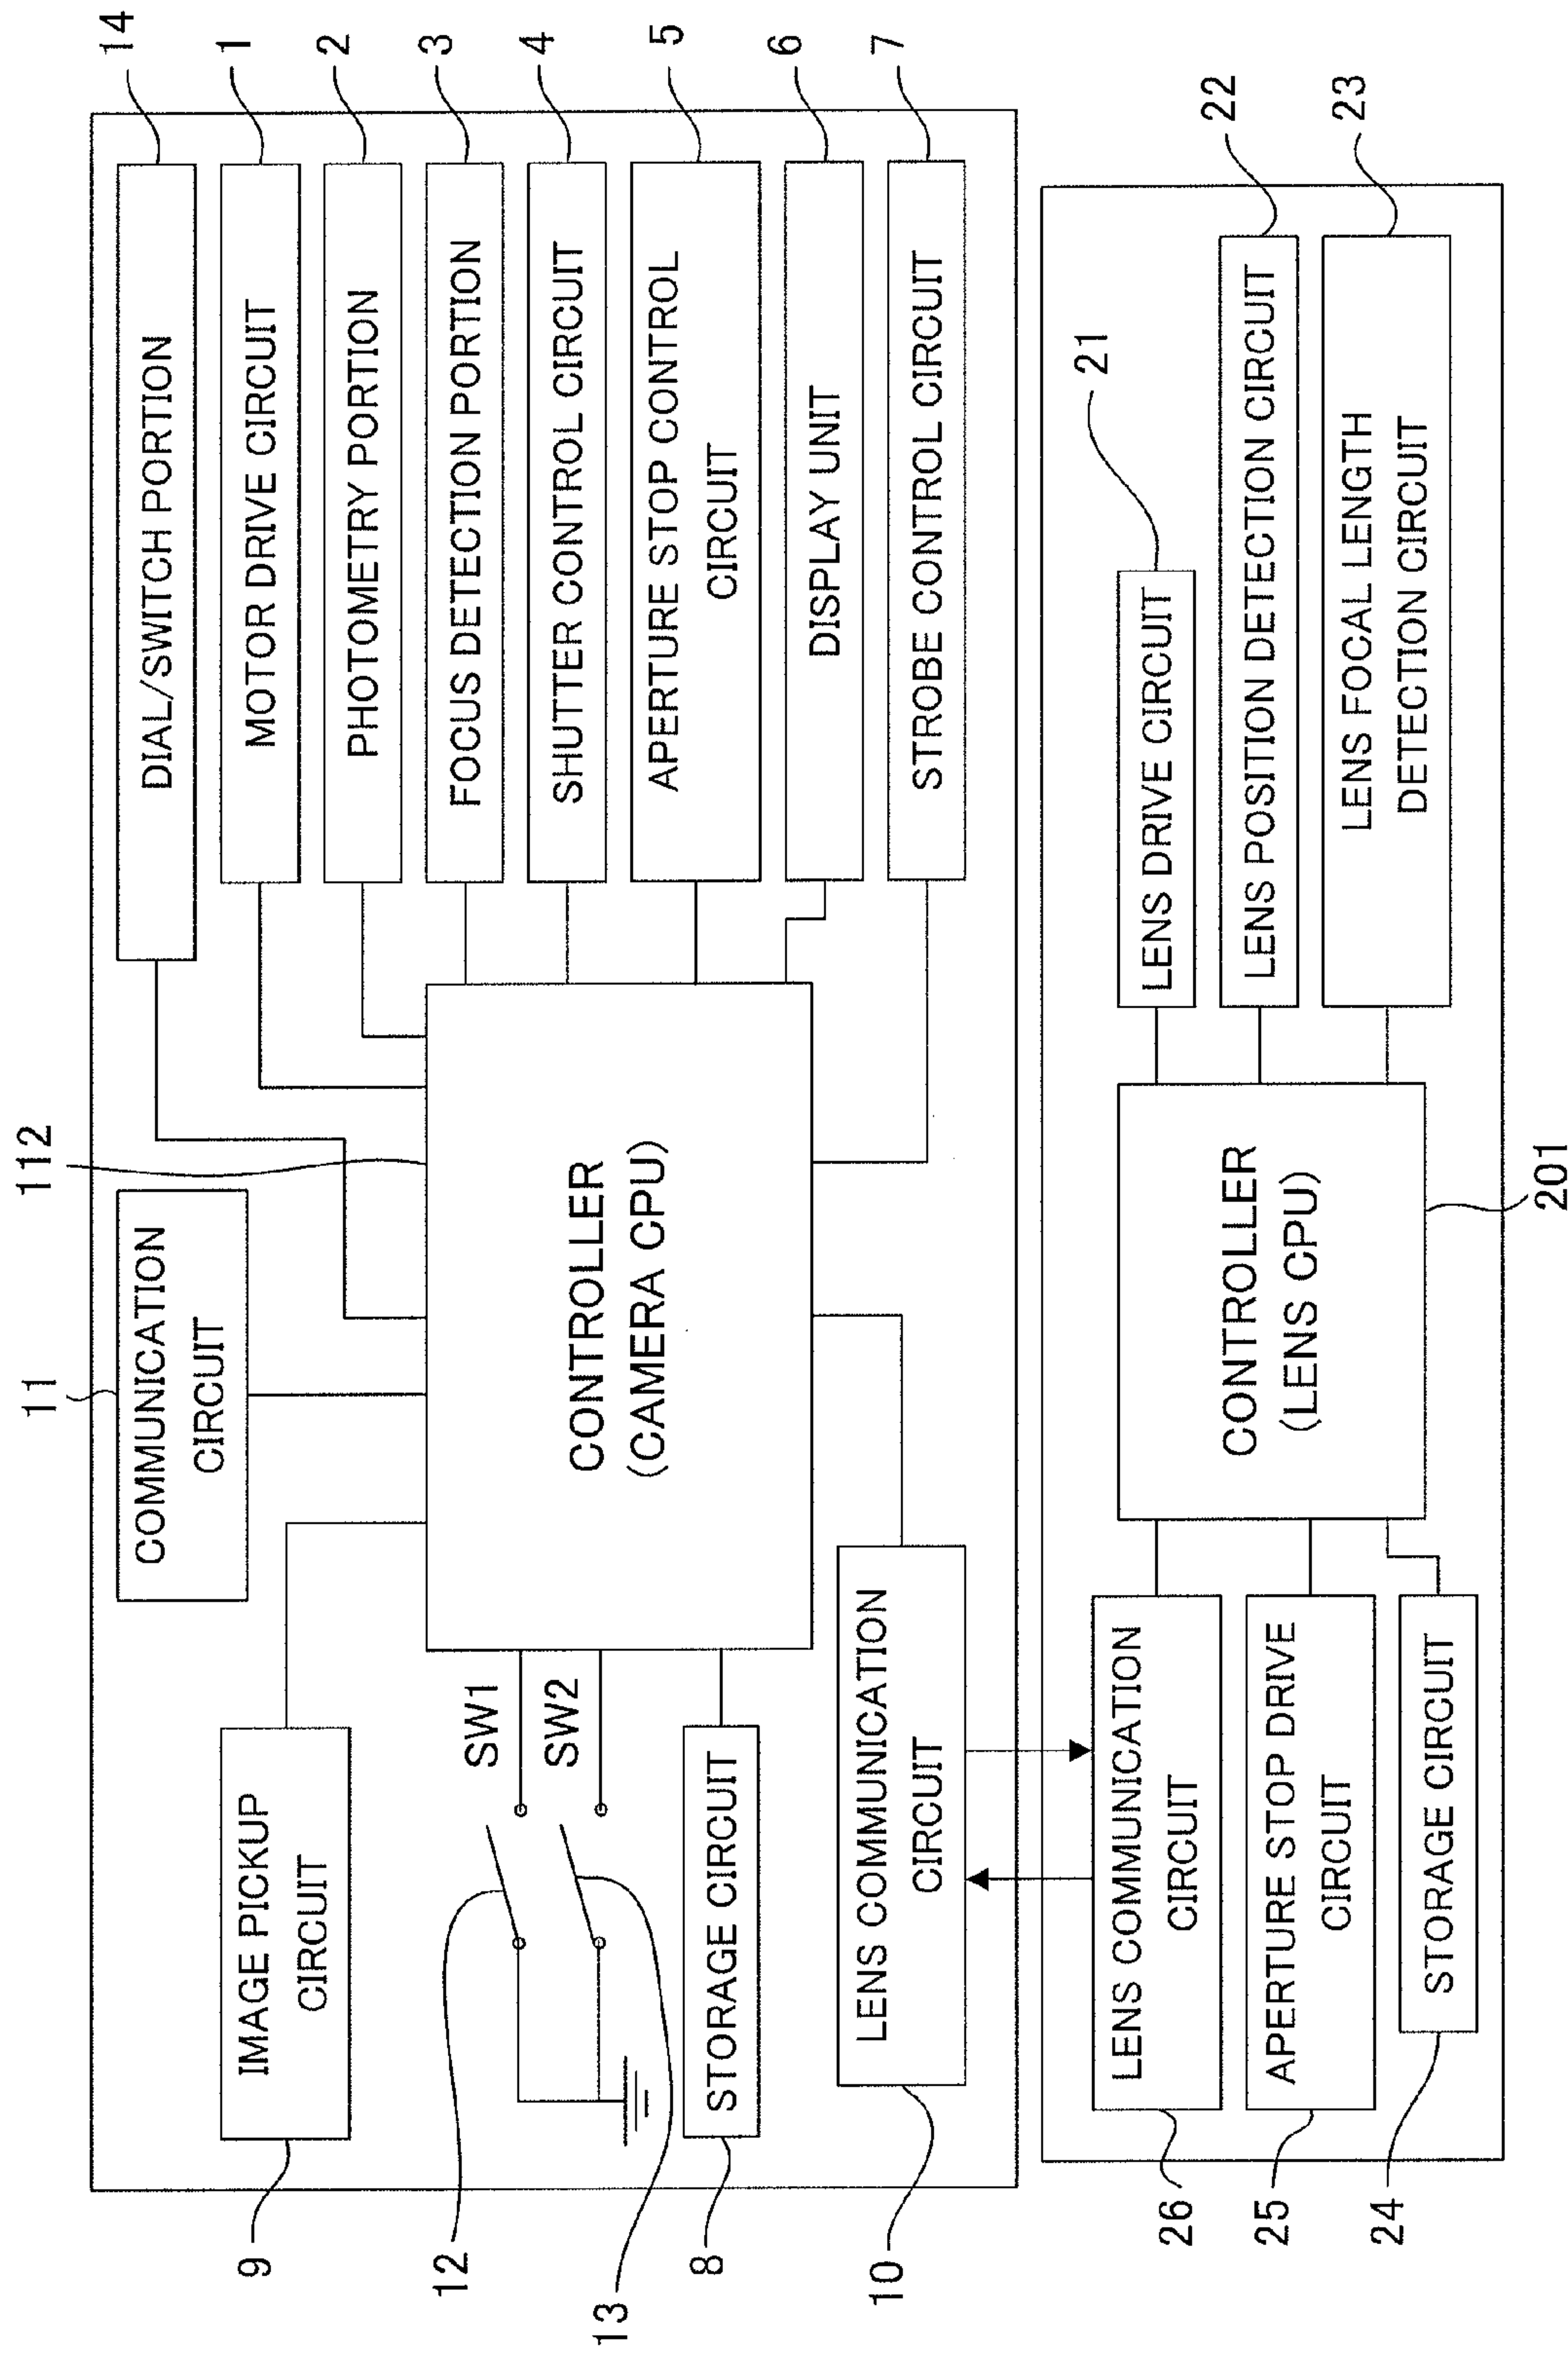 9
IMAGE PICKUP
CIRCUIT
11
COMMUNICATION
CIRCUIT
112
14
DIAL/SWITCH PORTION
1
MOTOR DRIVE CIRCUIT
2
PHOTOMETRY PORTION
3
FOCUS DETECTION PORTION
4
SHUTTER CONTROL CIRCUIT
5
APERTURE STOP CONTROL
CIRCUIT
6
DISPLAY UNIT
7
STROBE CONTROL CIRCUIT
CONTROLLER
(CAMERA CPU)
12
SW1
13
SW2
8
STORAGE CIRCUIT
10
LENS COMMUNICATION
CIRCUIT
26
LENS COMMUNICATION
CIRCUIT
25
APERTURE STOP DRIVE
CIRCUIT
24
STORAGE CIRCUIT
CONTROLLER
(LENS CPU)
201
21
LENS DRIVE CIRCUIT
22
LENS POSITION DETECTION CIRCUIT
23
LENS FOCAL LENGTH
DETECTION CIRCUIT